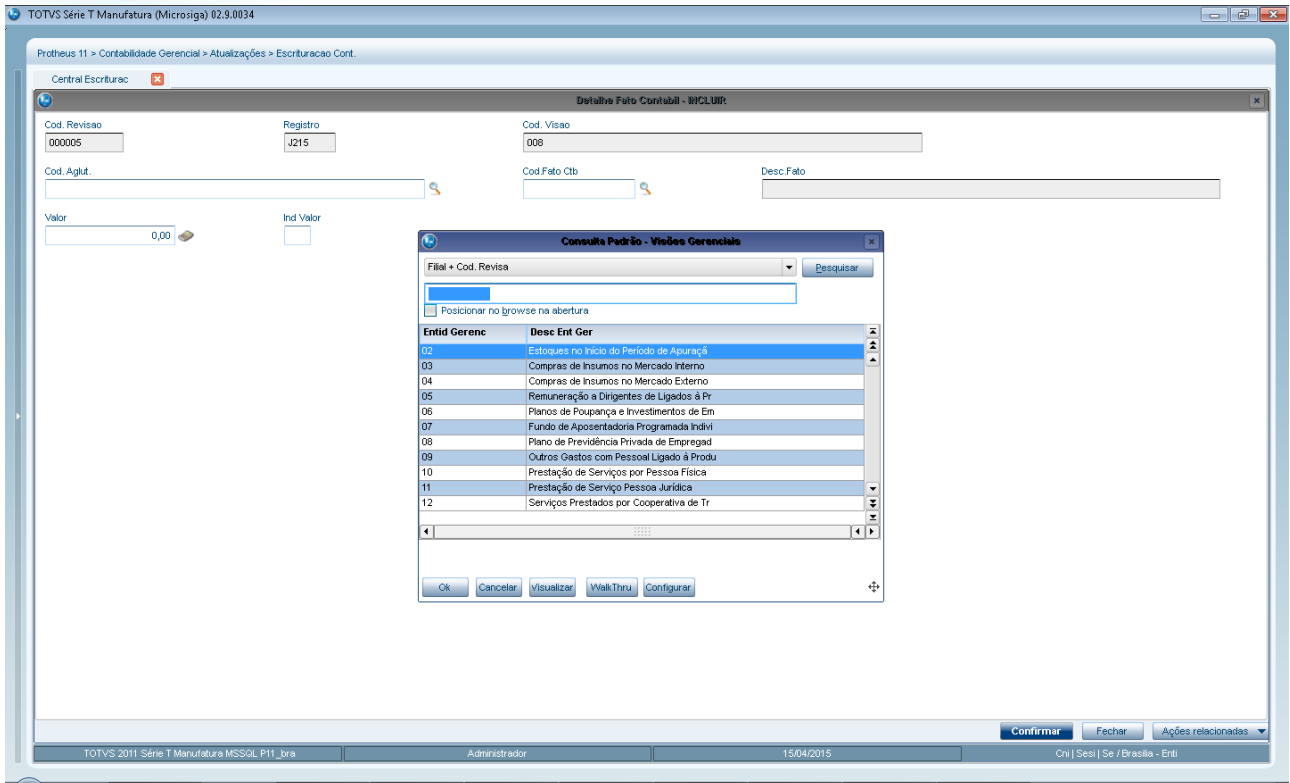 TOTVS Série T Manufatura (Microsiga) 02.9.0034
Protheus 11 > Contabilidade Gerencial > Atualizações > Escrituracao Cont.
Central Escriturac
Detalhe Fato Contabil - INCLUIR
Cod. Revisao Registro Cod. Visao
000005 J215 008
Cod. Aglut. Cod.Fato Ctb Desc.Fato
Valor Ind Valor
0,00
Consulta Padrão - Visões Gerenciais
Filial + Cod. Revisa Pesquisar
Posicionar no browse na abertura
Entid Gerenc Desc Ent Ger
02 Estoques no Início do Período de Apuraçã
03 Compras de Insumos no Mercado Interno
04 Compras de Insumos no Mercado Externo
05 Remuneração a Dirigentes de Ligados à Pr
06 Planos de Poupança e Investimentos de Em
07 Fundo de Aposentadoria Programada Indivi
08 Plano de Previdência Privada de Empregad
09 Outros Gastos com Pessoal Ligado à Produ
10 Prestação de Serviços por Pessoa Física
11 Prestação de Serviço Pessoa Jurídica
12 Serviços Prestados por Cooperativa de Tr
Ok Cancelar Visualizar WalkThru Configurar
Confirmar Fechar Ações relacionadas
TOTVS 2011 Série T Manufatura MSSQL P11_bra Administrador 15/04/2015 Cni | Sesi | Se / Brasilia - Enti